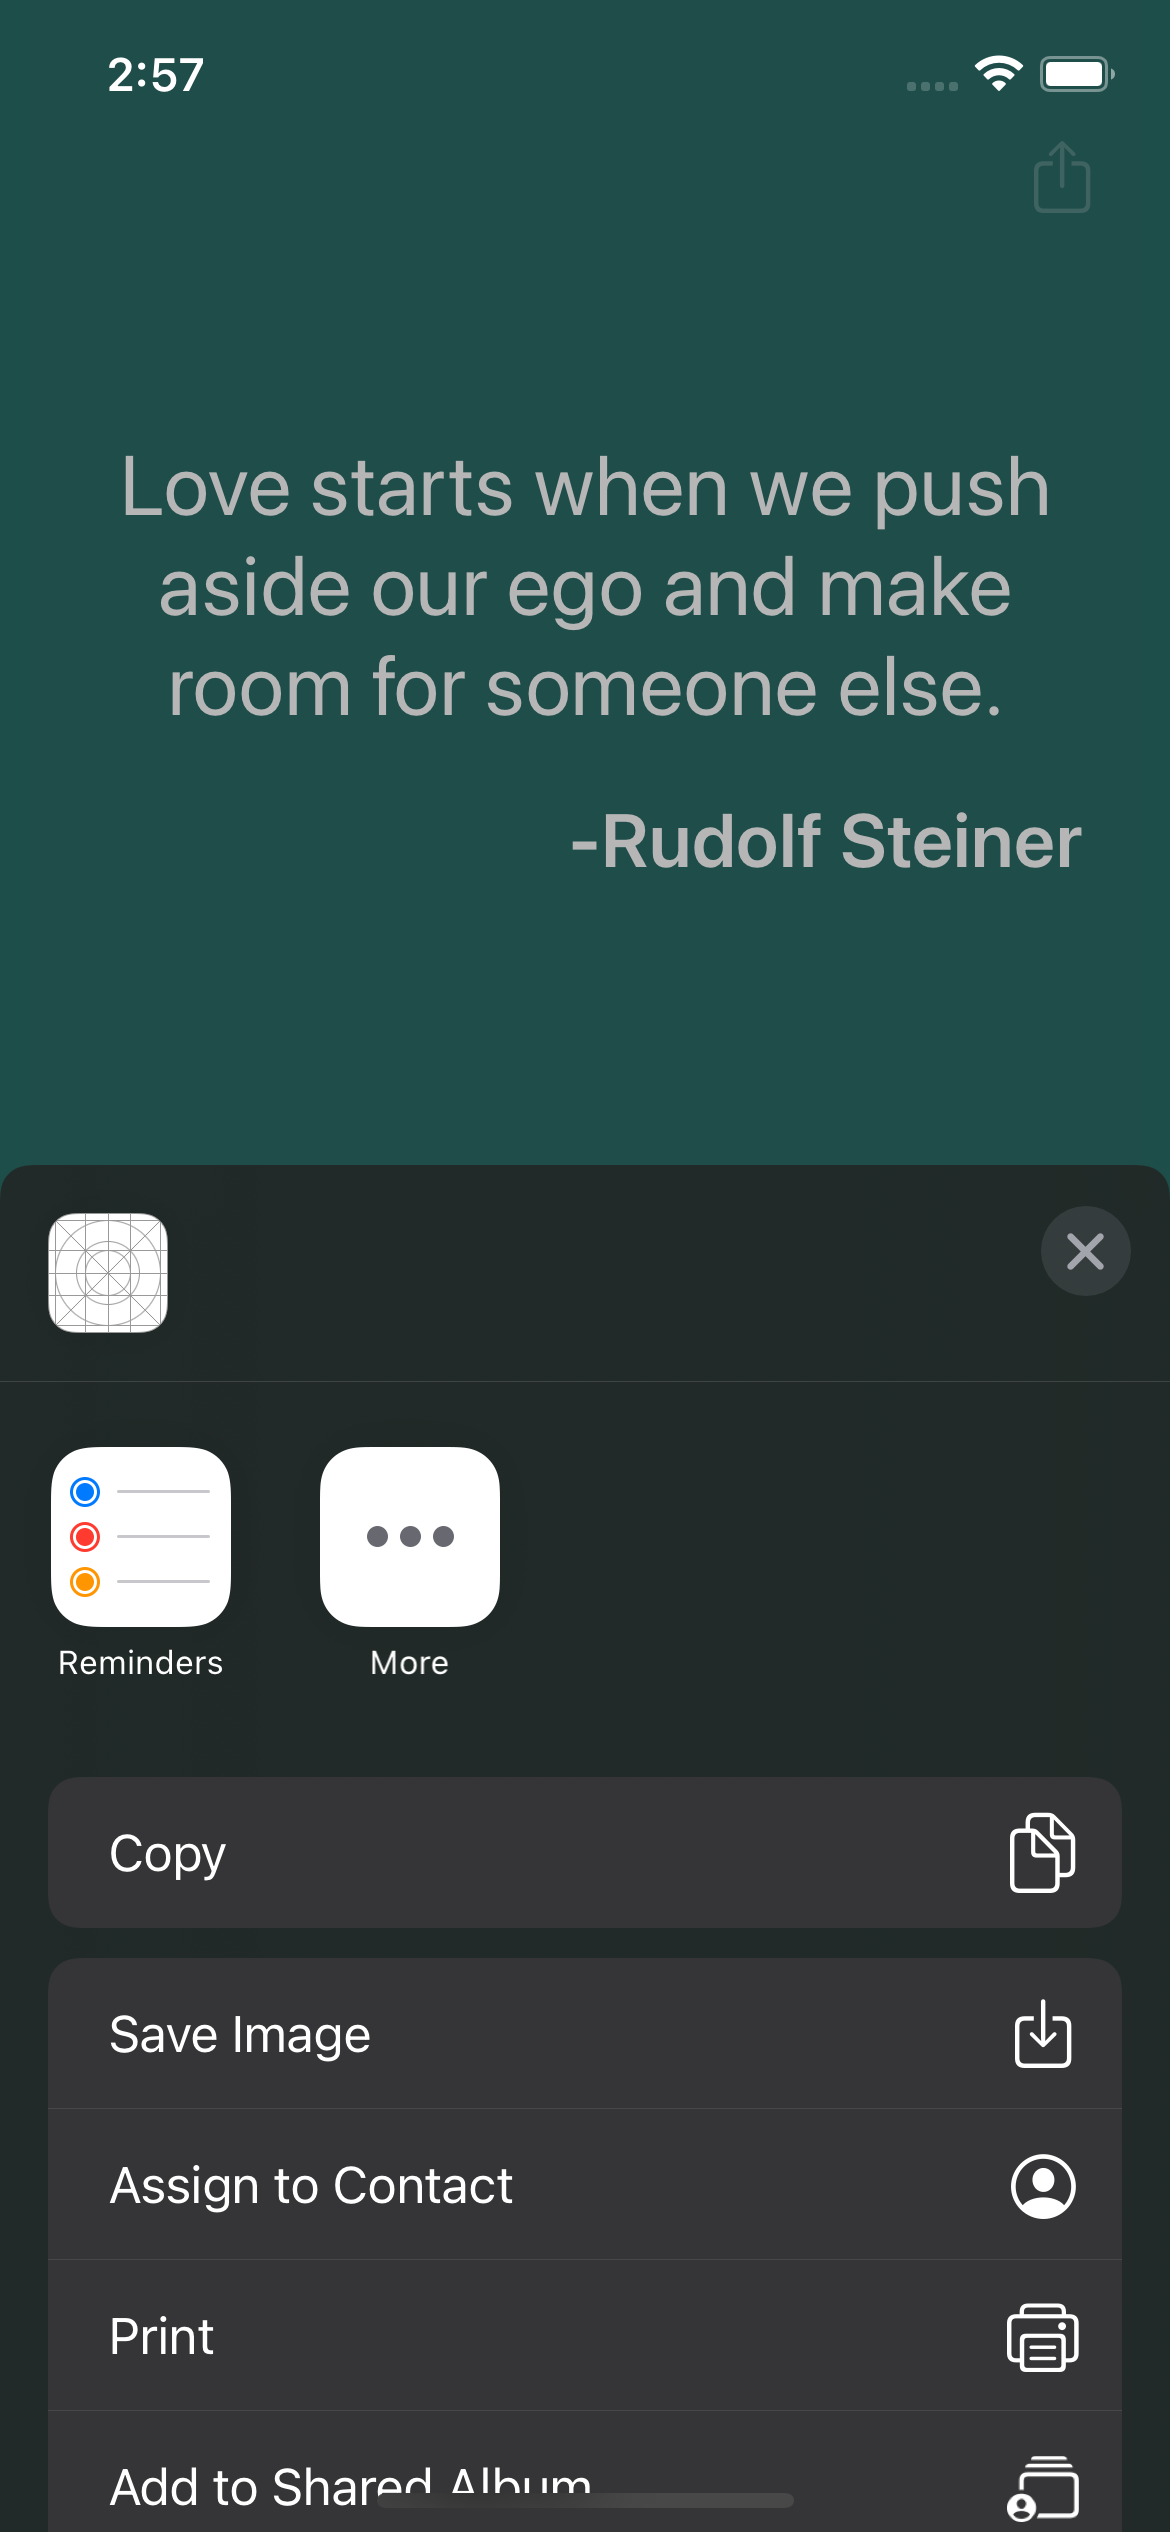 2:57
Love starts when we push
aside our ego and make
room for someone else.
-Rudolf Steiner
Reminders
More
Copy
Save Image
Assign to Contact
Print
Add to Shared Album